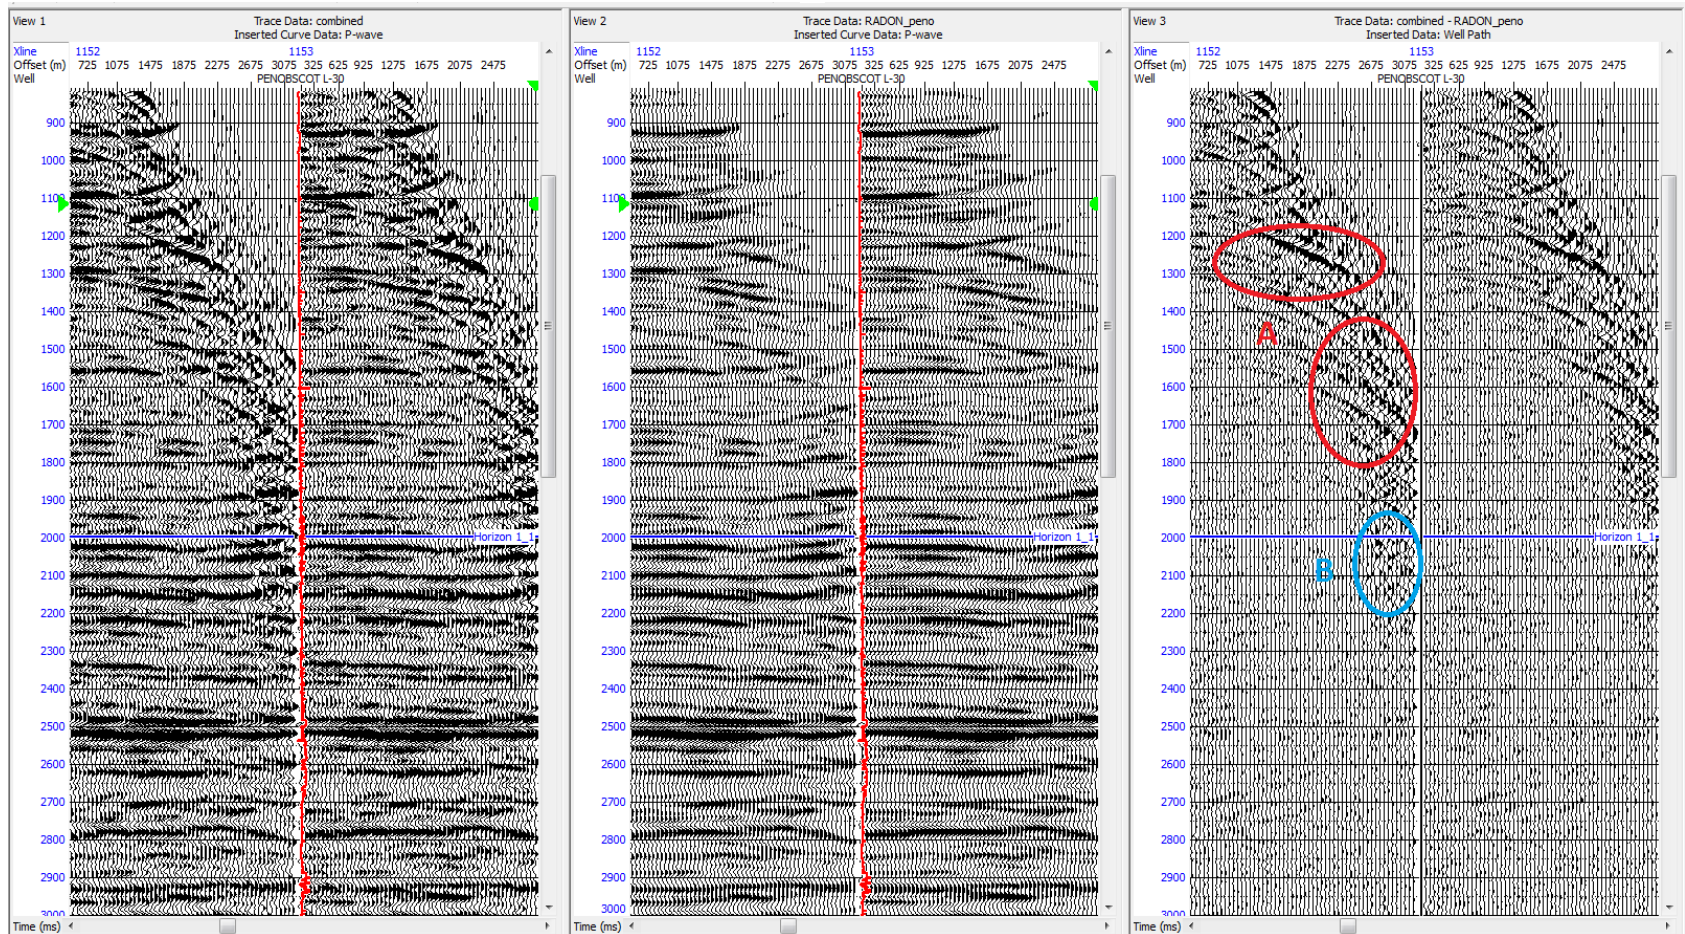 View 1
Trace Data: combined
Inserted Curve Data: P-wave
Xline 1152 1153
Offset (m) 725 1075 1475 1875 2275 2675 3075 325 625 925 1275 1675 2075 2475
Well PENOBSCOT L-30
900
1000
1100
1200
1300
1400
1500
1600
1700
1800
1900
2000 Horizon 1_1
2100
2200
2300
2400
2500
2600
2700
2800
2900
3000
Time (ms)
View 2
Trace Data: RADON_peno
Inserted Curve Data: P-wave
Xline 1152 1153
Offset (m) 725 1075 1475 1875 2275 2675 3075 325 625 925 1275 1675 2075 2475
Well PENOBSCOT L-30
900
1000
1100
1200
1300
1400
1500
1600
1700
1800
1900
2000 Horizon 1_1
2100
2200
2300
2400
2500
2600
2700
2800
2900
3000
Time (ms)
View 3
Trace Data: combined - RADON_peno
Inserted Data: Well Path
Xline 1152 1153
Offset (m) 725 1075 1475 1875 2275 2675 3075 325 625 925 1275 1675 2075 2475
Well PENOBSCOT L-30
900
1000
1100
1200
1300
1400
A
1500
1600
1700
1800
1900
2000 Horizon 1_1
B
2100
2200
2300
2400
2500
2600
2700
2800
2900
3000
Time (ms)